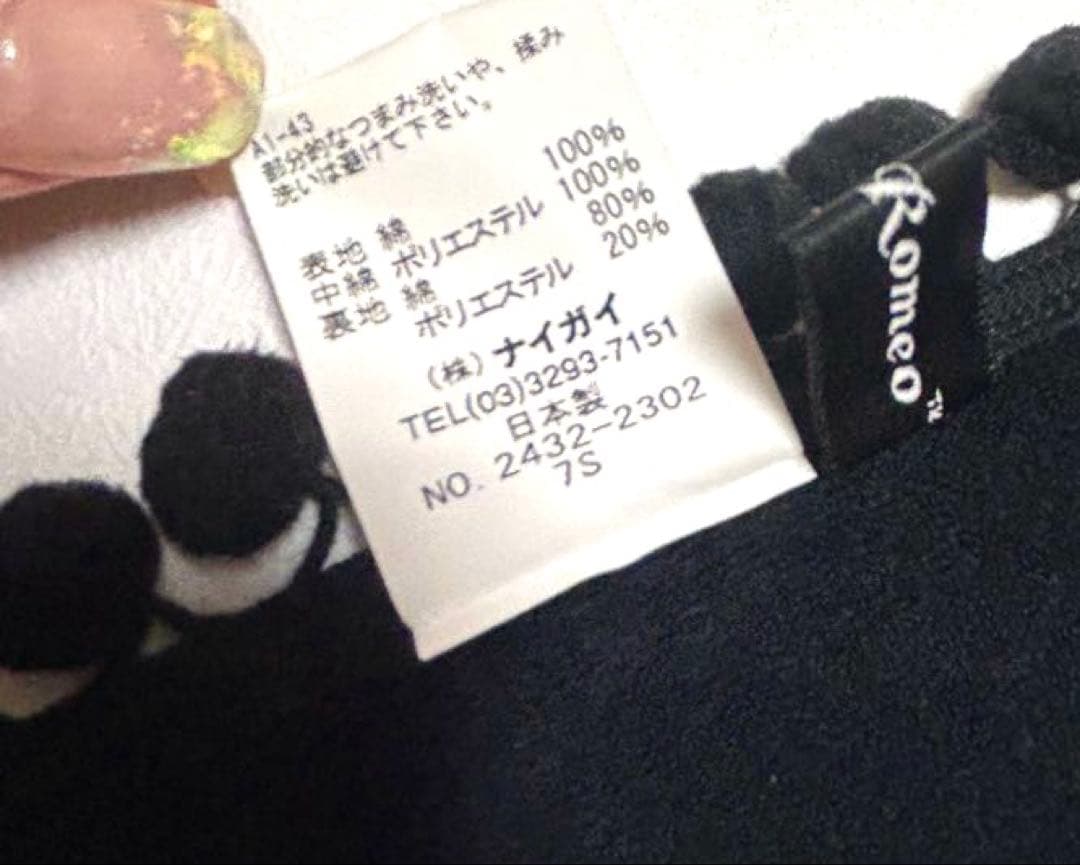 A1-43
部分的なつまみ洗いや、揉み
洗いは避けて下さい。
表地 綿 100%
中綿 ポリエステル 100%
裏地 綿 80%
ポリエステル 20%
(株) ナイガイ
TEL(03)3293-7151
日本製
NO. 2432-2302
7S
Romeo™